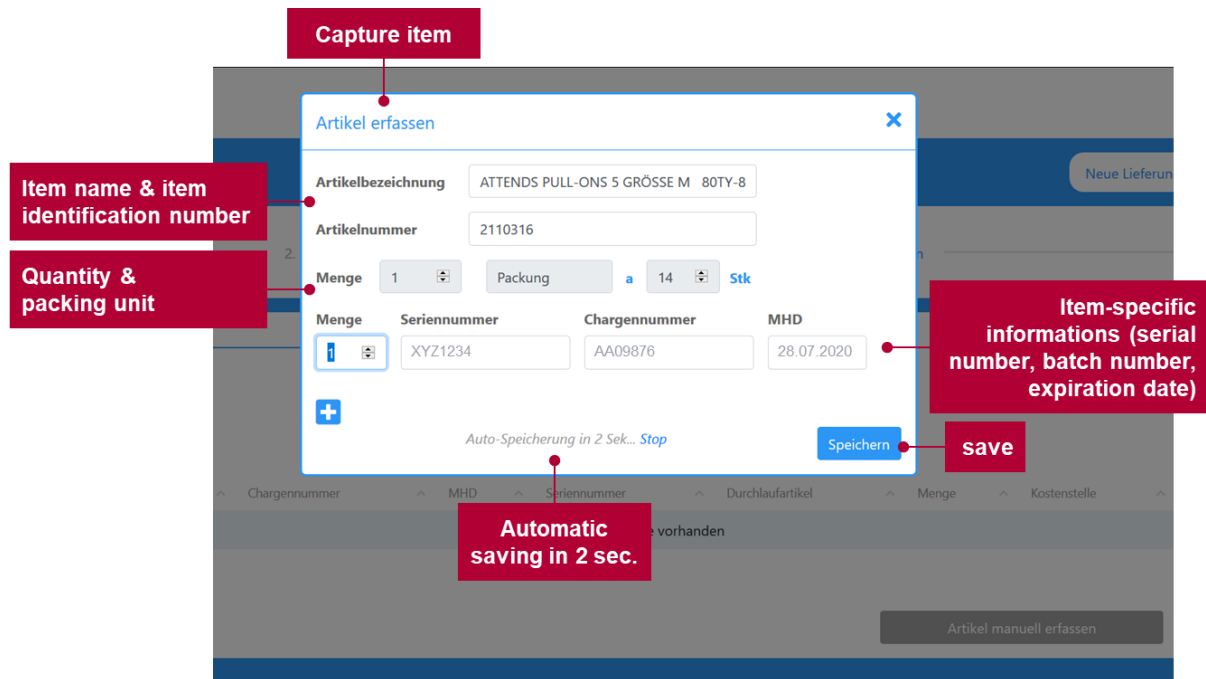 Capture item
Artikel erfassen
Neue Lieferun
Item name & item
identification number
Artikelbezeichnung ATTENDS PULL-ONS 5 GRÖSSE M 80TY-8
Artikelnummer 2110316
2.
n
Quantity &
packing unit
Menge 1 Packung a 14 Stk
Menge Seriennummer Chargennummer MHD
1 XYZ1234 AA09876 28.07.2020
Item-specific
informations (serial
number, batch number,
expiration date)
Auto-Speicherung in 2 Sek... Stop
Speichern
save
Chargennummer MHD Seriennummer Durchlaufartikel Menge Kostenstelle
Automatic
saving in 2 sec.
e vorhanden
Artikel manuell erfassen